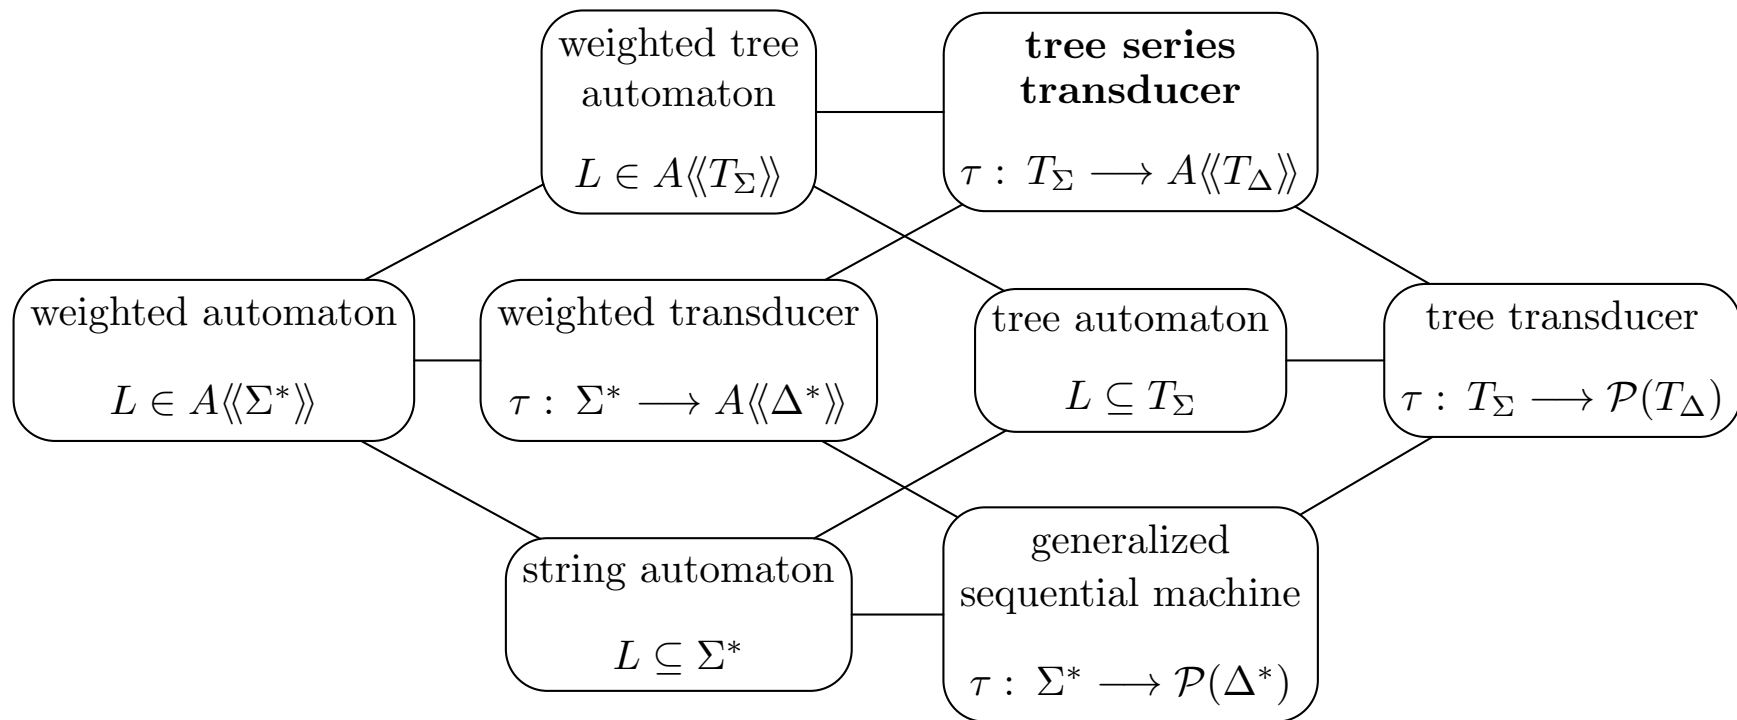 weighted tree
automaton
L ∈ A⟨⟨T_Σ⟩⟩
tree series
transducer
τ : T_Σ ⟶ A⟨⟨T_Δ⟩⟩
weighted automaton
L ∈ A⟨⟨Σ*⟩⟩
weighted transducer
τ : Σ* ⟶ A⟨⟨Δ*⟩⟩
tree automaton
L ⊆ T_Σ
tree transducer
τ : T_Σ ⟶ 𝒫(T_Δ)
string automaton
L ⊆ Σ*
generalized
sequential machine
τ : Σ* ⟶ 𝒫(Δ*)